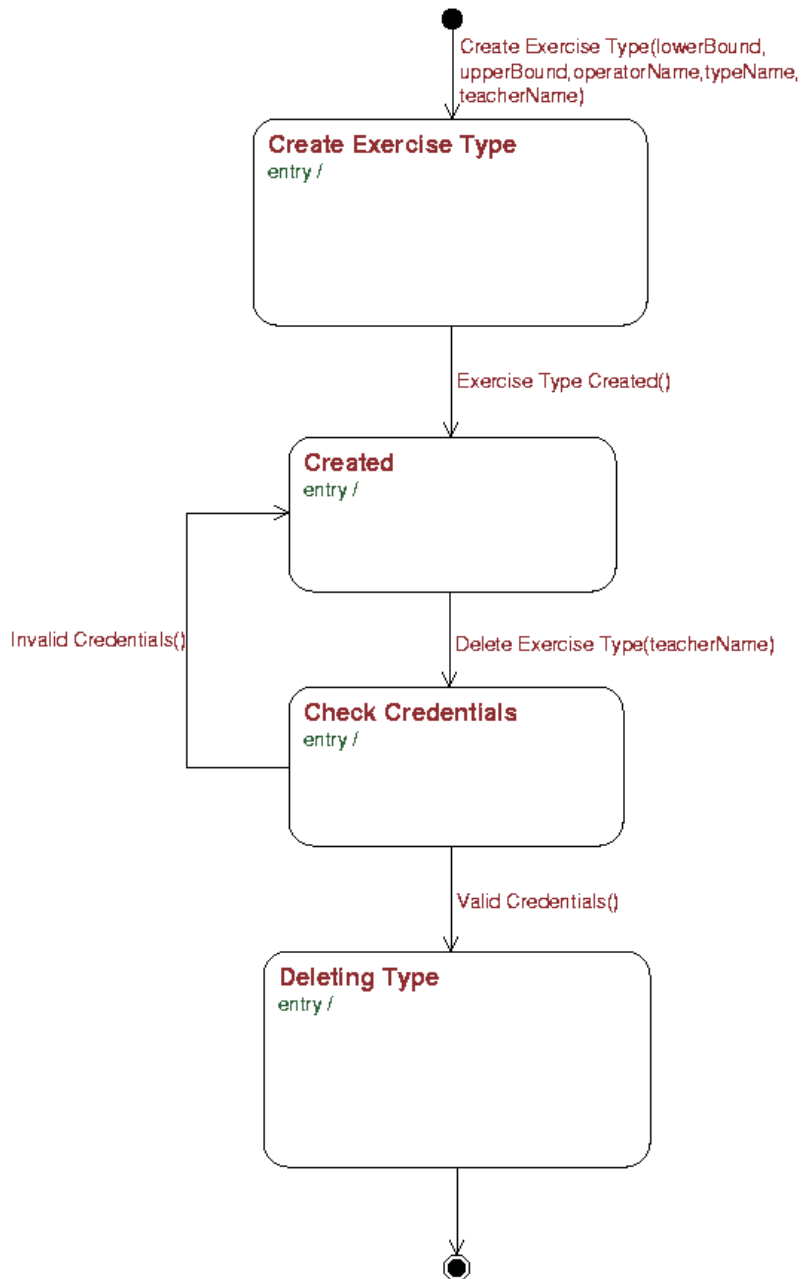 Create Exercise Type(lowerBound,
upperBound,operatorName,typeName,
teacherName)
Create Exercise Type
entry /
Exercise Type Created()
Created
entry /
Invalid Credentials()
Delete Exercise Type(teacherName)
Check Credentials
entry /
Valid Credentials()
Deleting Type
entry /